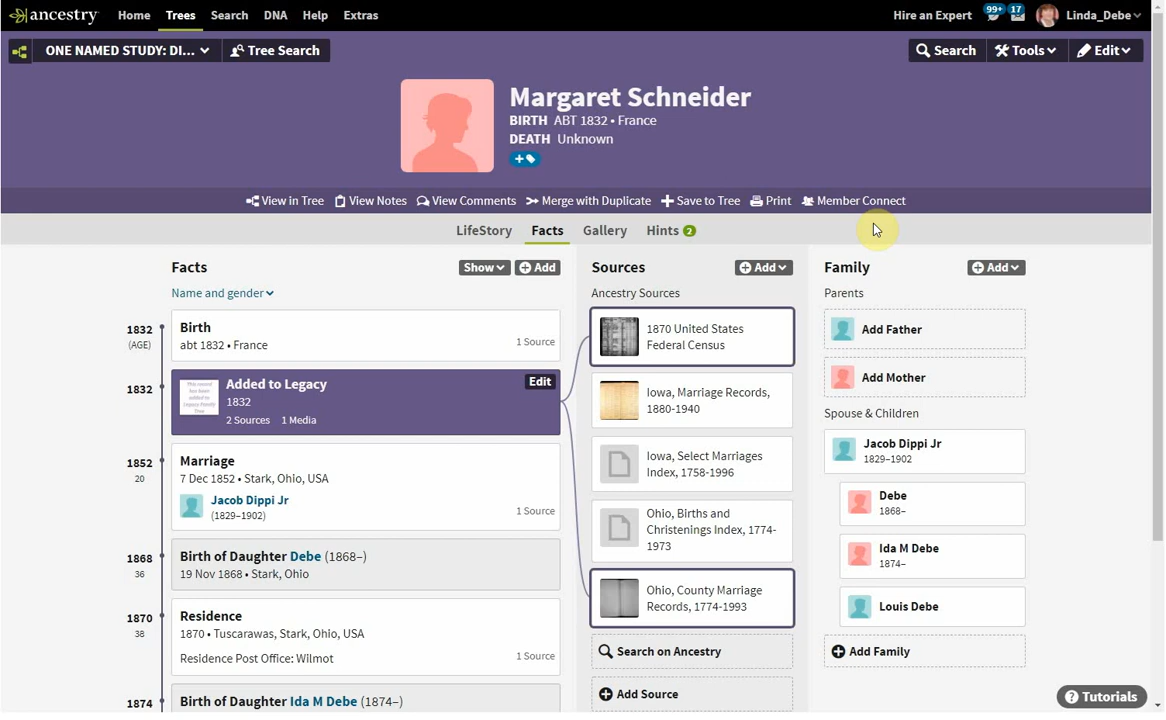 ancestry Home Trees Search DNA Help Extras Hire an Expert 99+ 17 Linda_Debe
ONE NAMED STUDY: DI... Tree Search Search Tools Edit
Margaret Schneider
BIRTH ABT 1832 • France
DEATH Unknown
View in Tree View Notes View Comments Merge with Duplicate Save to Tree Print Member Connect
LifeStory Facts Gallery Hints 2
Facts Show Add
Name and gender
1832
(AGE)
Birth
abt 1832 • France
1 Source
1832
Added to Legacy
Edit
1832
2 Sources 1 Media
This record
has been
added to
Legacy Family
Tree
1852
20
Marriage
7 Dec 1852 • Stark, Ohio, USA
Jacob Dippi Jr
(1829–1902)
1 Source
1868
36
Birth of Daughter Debe (1868–)
19 Nov 1868 • Stark, Ohio
1870
38
Residence
1870 • Tuscarawas, Stark, Ohio, USA
Residence Post Office: Wilmot
1 Source
1874
Birth of Daughter Ida M Debe (1874–)
Sources Add
Ancestry Sources
1870 United States
Federal Census
Iowa, Marriage Records,
1880-1940
Iowa, Select Marriages
Index, 1758-1996
Ohio, Births and
Christenings Index, 1774-
1973
Ohio, County Marriage
Records, 1774-1993
Search on Ancestry
Add Source
Family Add
Parents
Add Father
Add Mother
Spouse & Children
Jacob Dippi Jr
1829–1902
Debe
1868–
Ida M Debe
1874–
Louis Debe
Add Family
Tutorials